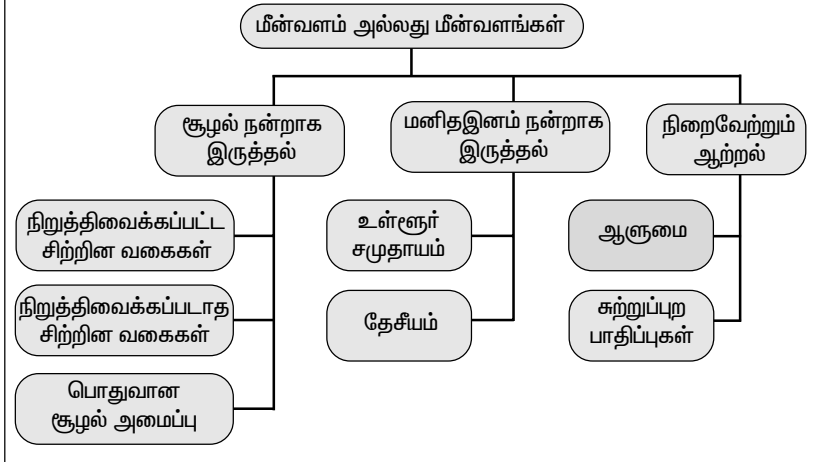 மீன்வளம் அல்லது மீன்வளங்கள்
சூழல் நன்றாக
இருத்தல்
மனிதஇனம் நன்றாக
இருத்தல்
நிறைவேற்றும்
ஆற்றல்
நிறுத்திவைக்கப்பட்ட
சிற்றின வகைகள்
உள்ளூர்
சமுதாயம்
ஆளுமை
நிறுத்திவைக்கப்படாத
சிற்றின வகைகள்
தேசீயம்
சுற்றுப்புற
பாதிப்புகள்
பொதுவான
சூழல் அமைப்பு